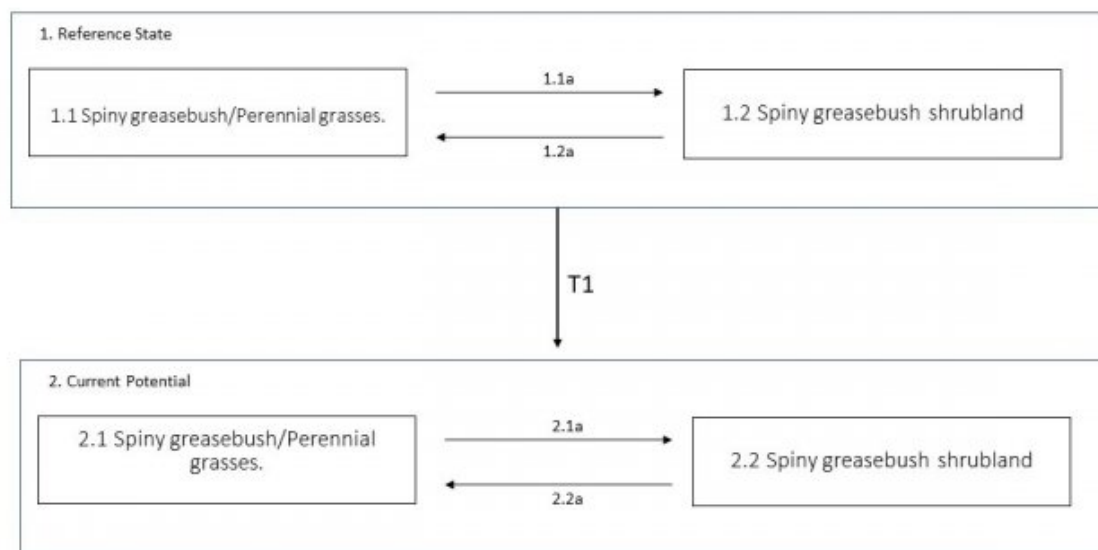 1. Reference State
1.1 Spiny greasebush/Perennial grasses.
1.1a
1.2a
1.2 Spiny greasebush shrubland
T1
2. Current Potential
2.1 Spiny greasebush/Perennial
grasses.
2.1a
2.2a
2.2 Spiny greasebush shrubland